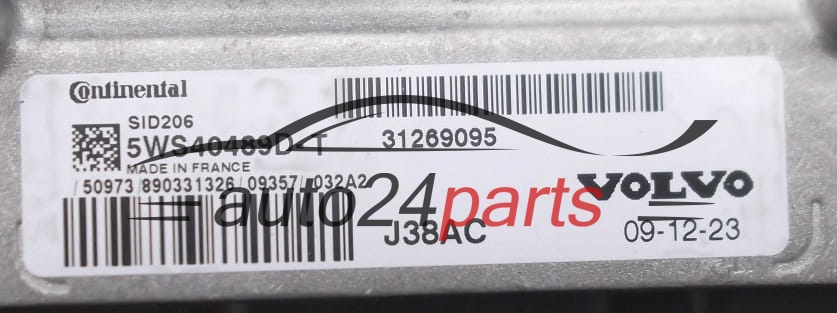 Continental
SID206
5WS40489D-T
31269095
MADE IN FRANCE
/ 50973 / 890331326 / 09357 / 032A2
VOLVO
auto24parts
J38AC
09-12-23